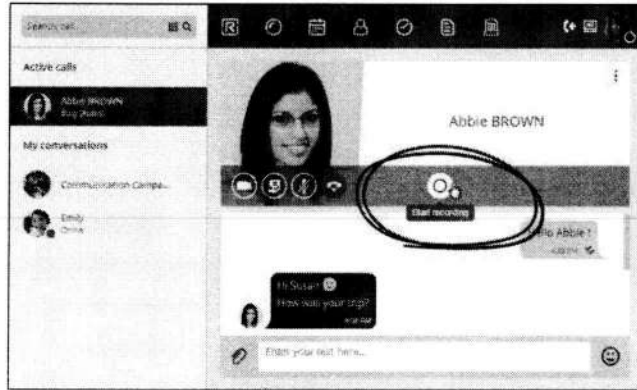 Search call...
Active calls
Abbie BROWN
My conversations
Communication Campa...
Emily
Online
Abbie BROWN
Start recording
Hello Abbie !
Hi Susan
How was your trip?
Enter your text here...